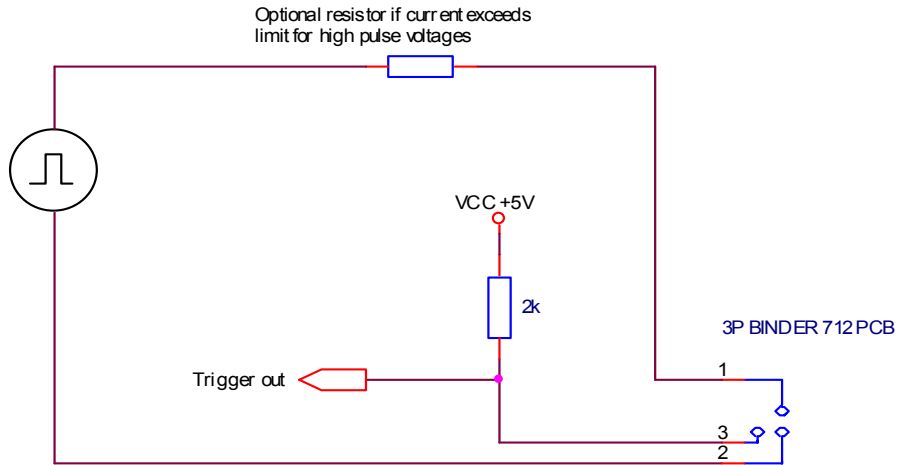 Optional resistor if current exceeds
limit for high pulse voltages
VCC +5V
2k
3P BINDER 712 PCB
Trigger out
1
3
2